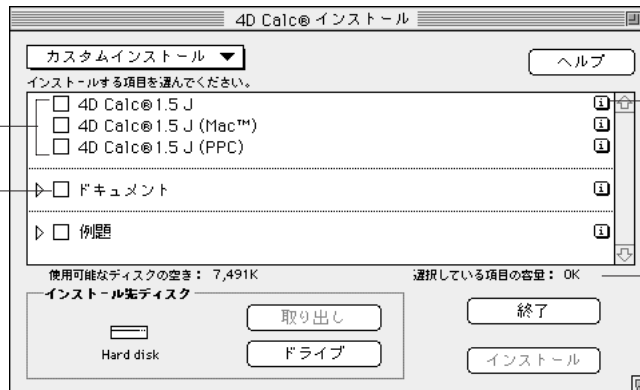 4D Calc®インストール
カスタムインストール
ヘルプ
インストールする項目を選んでください。
4D Calc®1.5 J
4D Calc®1.5 J (Mac™)
4D Calc®1.5 J (PPC)
ドキュメント
例題
使用可能なディスクの空き： 7,491K 選択している項目の容量： 0K
インストール先ディスク
取り出し
終了
Hard disk
ドライブ
インストール